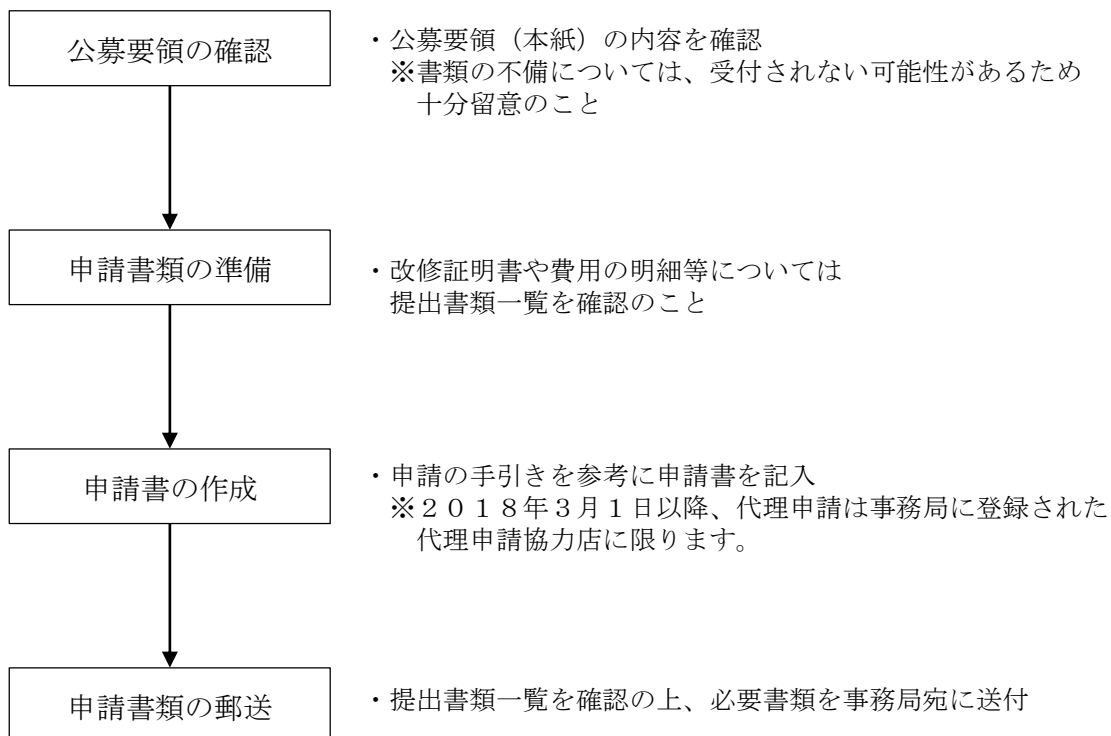 公募要領の確認
・公募要領（本紙）の内容を確認
※書類の不備については、受付されない可能性があるため
十分留意のこと
申請書類の準備
・改修証明書や費用の明細等については
提出書類一覧を確認のこと
申請書の作成
・申請の手引きを参考に申請書を記入
※２０１８年３月１日以降、代理申請は事務局に登録された
代理申請協力店に限ります。
申請書類の郵送
・提出書類一覧を確認の上、必要書類を事務局宛に送付